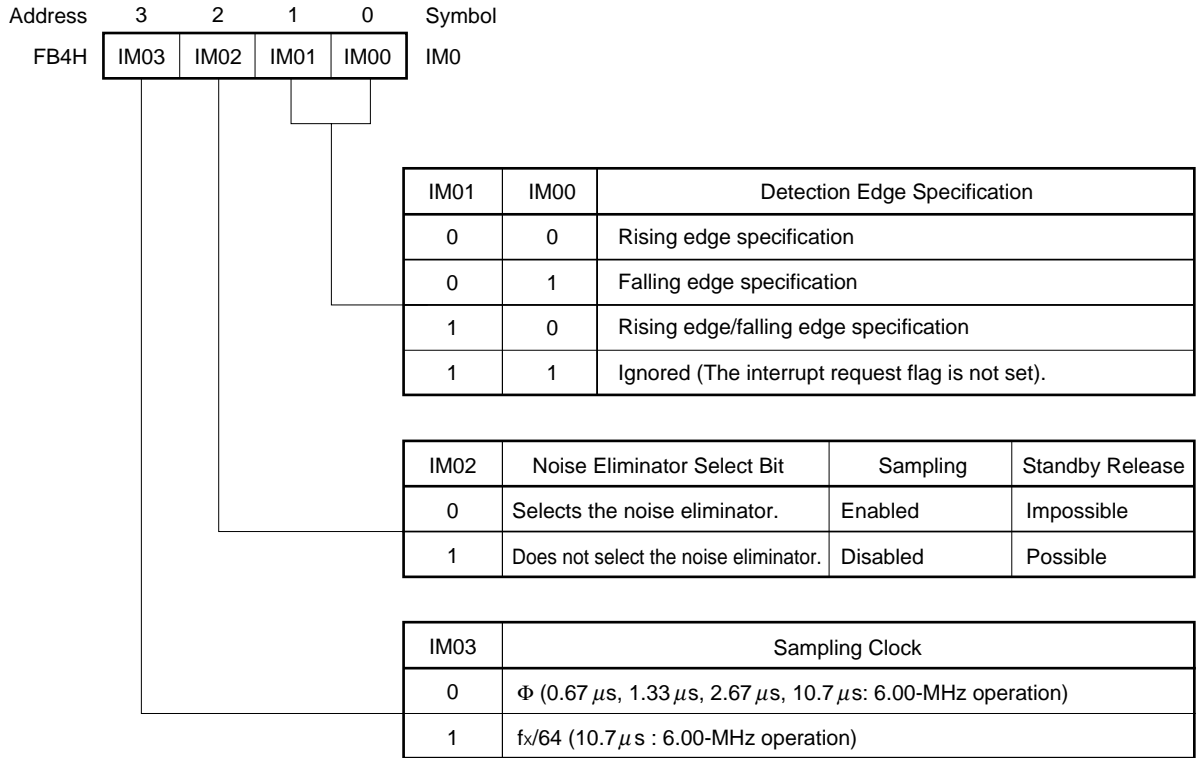 Address 3 2 1 0 Symbol
FB4H IM03 IM02 IM01 IM00 IM0
IM01 IM00 Detection Edge Specification
0 0 Rising edge specification
0 1 Falling edge specification
1 0 Rising edge/falling edge specification
1 1 Ignored (The interrupt request flag is not set).
IM02 Noise Eliminator Select Bit Sampling Standby Release
0 Selects the noise eliminator. Enabled Impossible
1 Does not select the noise eliminator. Disabled Possible
IM03 Sampling Clock
0 Φ (0.67 μs, 1.33 μs, 2.67 μs, 10.7 μs: 6.00-MHz operation)
1 fx/64 (10.7 μs : 6.00-MHz operation)